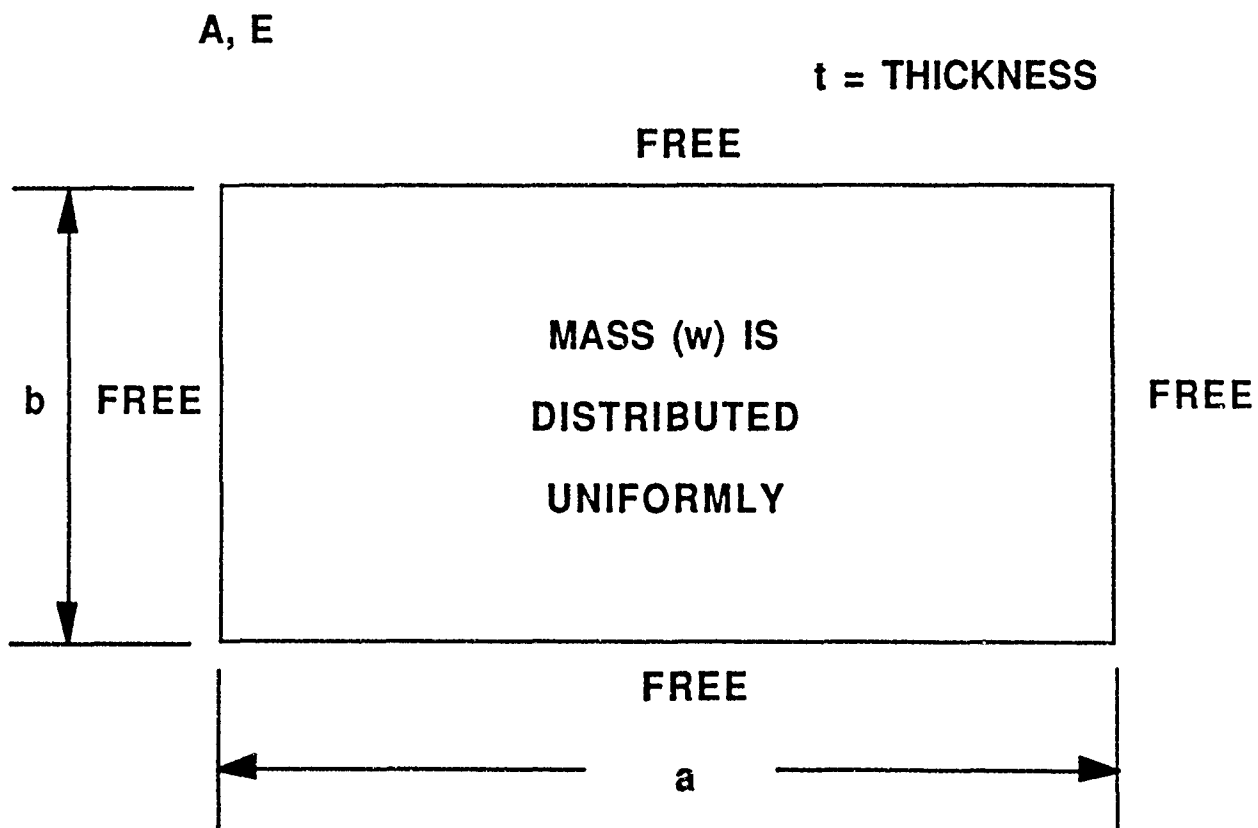 A, E
t = THICKNESS
FREE
MASS (w) IS
b FREE
DISTRIBUTED
FREE
UNIFORMLY
FREE
a